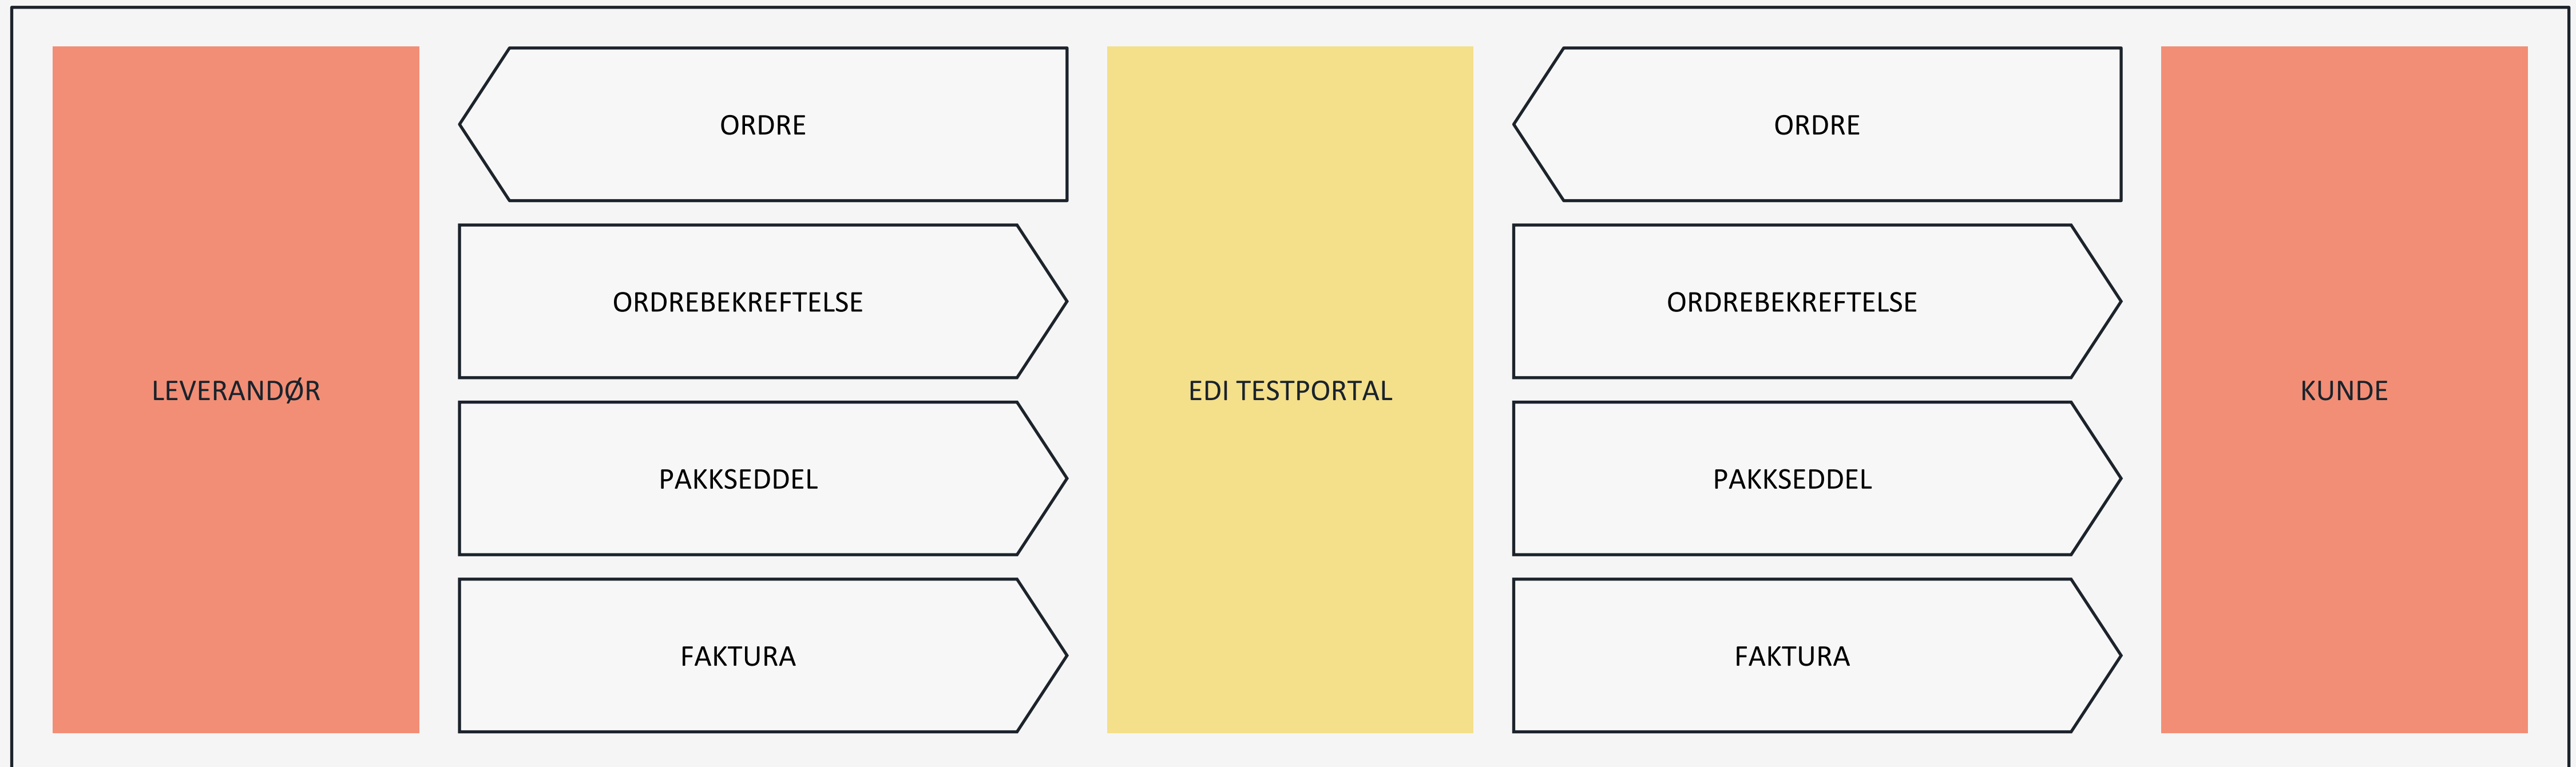 LEVERANDØR
ORDRE
ORDREBEKREFTELSE
PAKKSEDDEL
FAKTURA
EDI TESTPORTAL
ORDRE
ORDREBEKREFTELSE
PAKKSEDDEL
FAKTURA
KUNDE